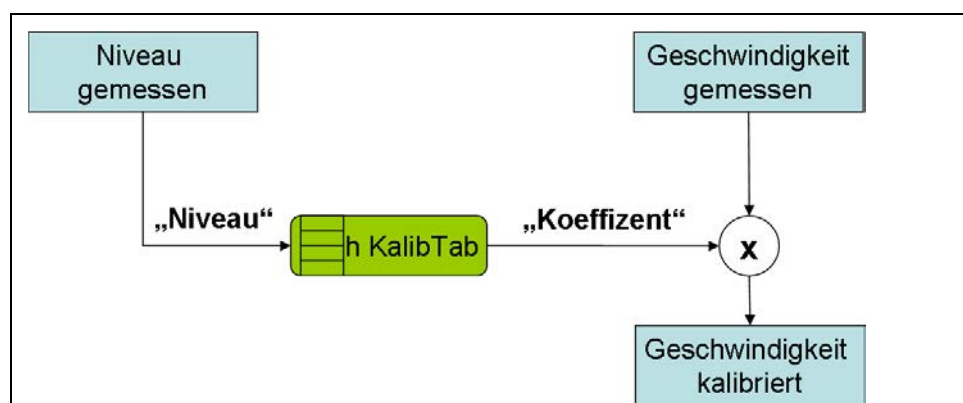 Niveau
gemessen
Geschwindigkeit
gemessen
„Niveau“
h KalibTab
„Koeffizent“
x
Geschwindigkeit
kalibriert